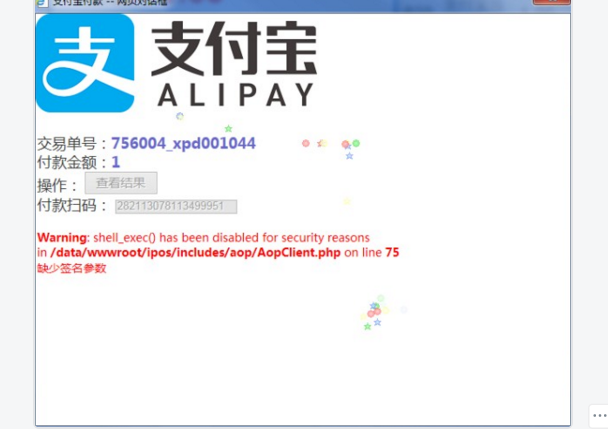 支付宝付款 -- 网页对话框
支付宝
ALIPAY
交易单号：756004_xpd001044
付款金额：1
操作： 查看结果
付款扫码： 282113078113499951
Warning: shell_exec() has been disabled for security reasons
in /data/wwwroot/ipos/includes/aop/AopClient.php on line 75
缺少签名参数